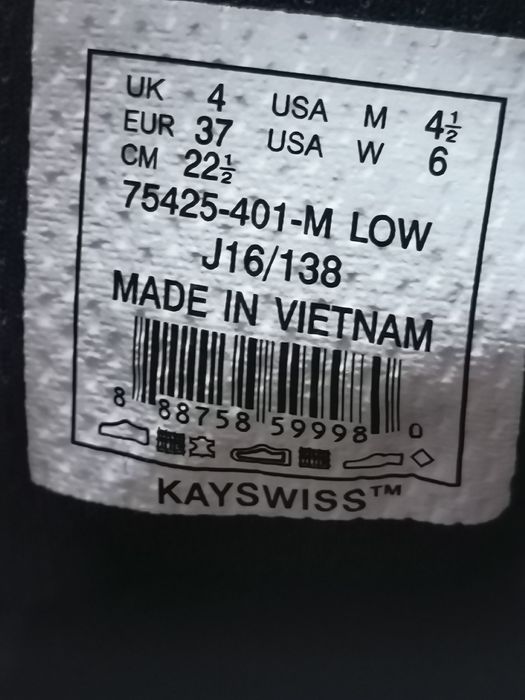 UK 4 USA M 4½
EUR 37 USA W 6
CM 22½
75425-401-M LOW
J16/138
MADE IN VIETNAM
8 88758 59998 0
KAYSWISS™